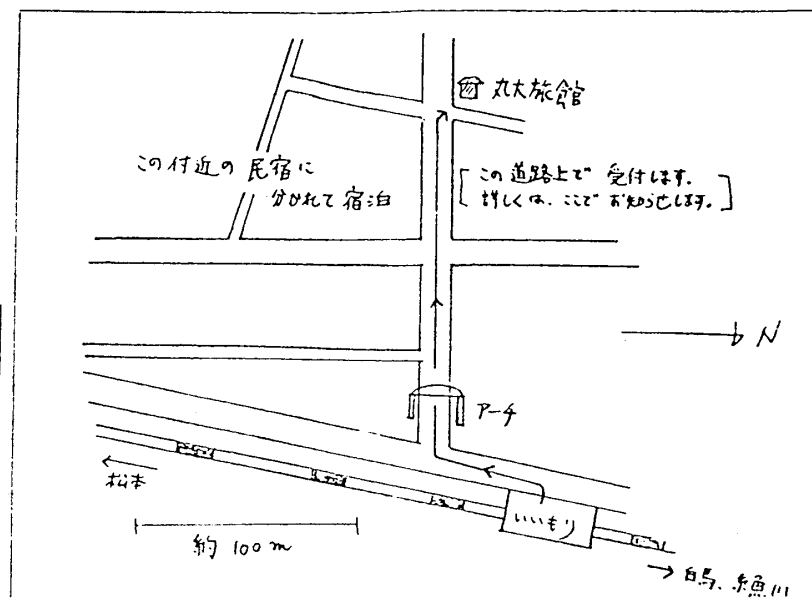 丸大旅館
この付近の民宿に
分かれて宿泊
この道路上で 受付します。
詳しくは、ここで お知らせします。
N
アーチ
松本
いいもり
約 100m
白馬、糸魚川